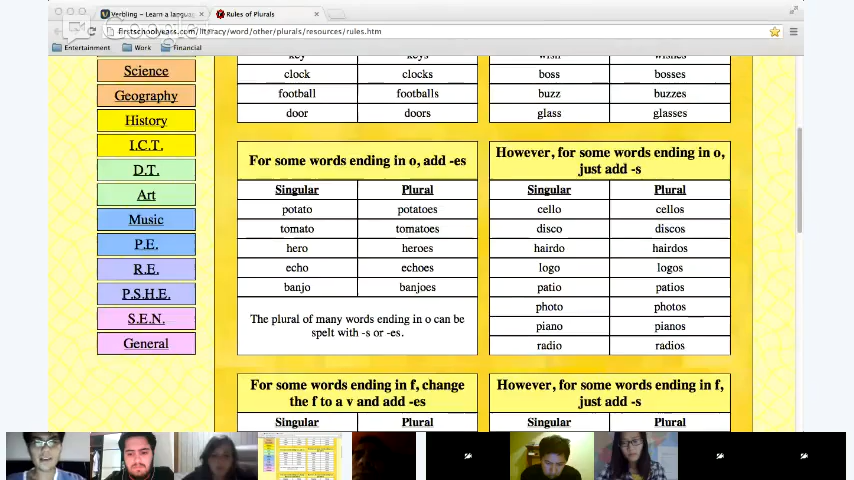 Verbling - Learn a languag
Rules of Plurals
Google
firstschoolyears.com/literacy/word/other/plurals/resources/rules.htm
Entertainment Work Financial
Science
Geography
History
I.C.T.
D.T.
Art
Music
P.E.
R.E.
P.S.H.E.
S.E.N.
General
key keys
clock clocks
football footballs
door doors
wish wishes
boss bosses
buzz buzzes
glass glasses
For some words ending in o, add -es
Singular Plural
potato potatoes
tomato tomatoes
hero heroes
echo echoes
banjo banjoes
The plural of many words ending in o can be
spelt with -s or -es.
However, for some words ending in o,
just add -s
Singular Plural
cello cellos
disco discos
hairdo hairdos
logo logos
patio patios
photo photos
piano pianos
radio radios
For some words ending in f, change
the f to a v and add -es
Singular Plural
However, for some words ending in f,
just add -s
Singular Plural